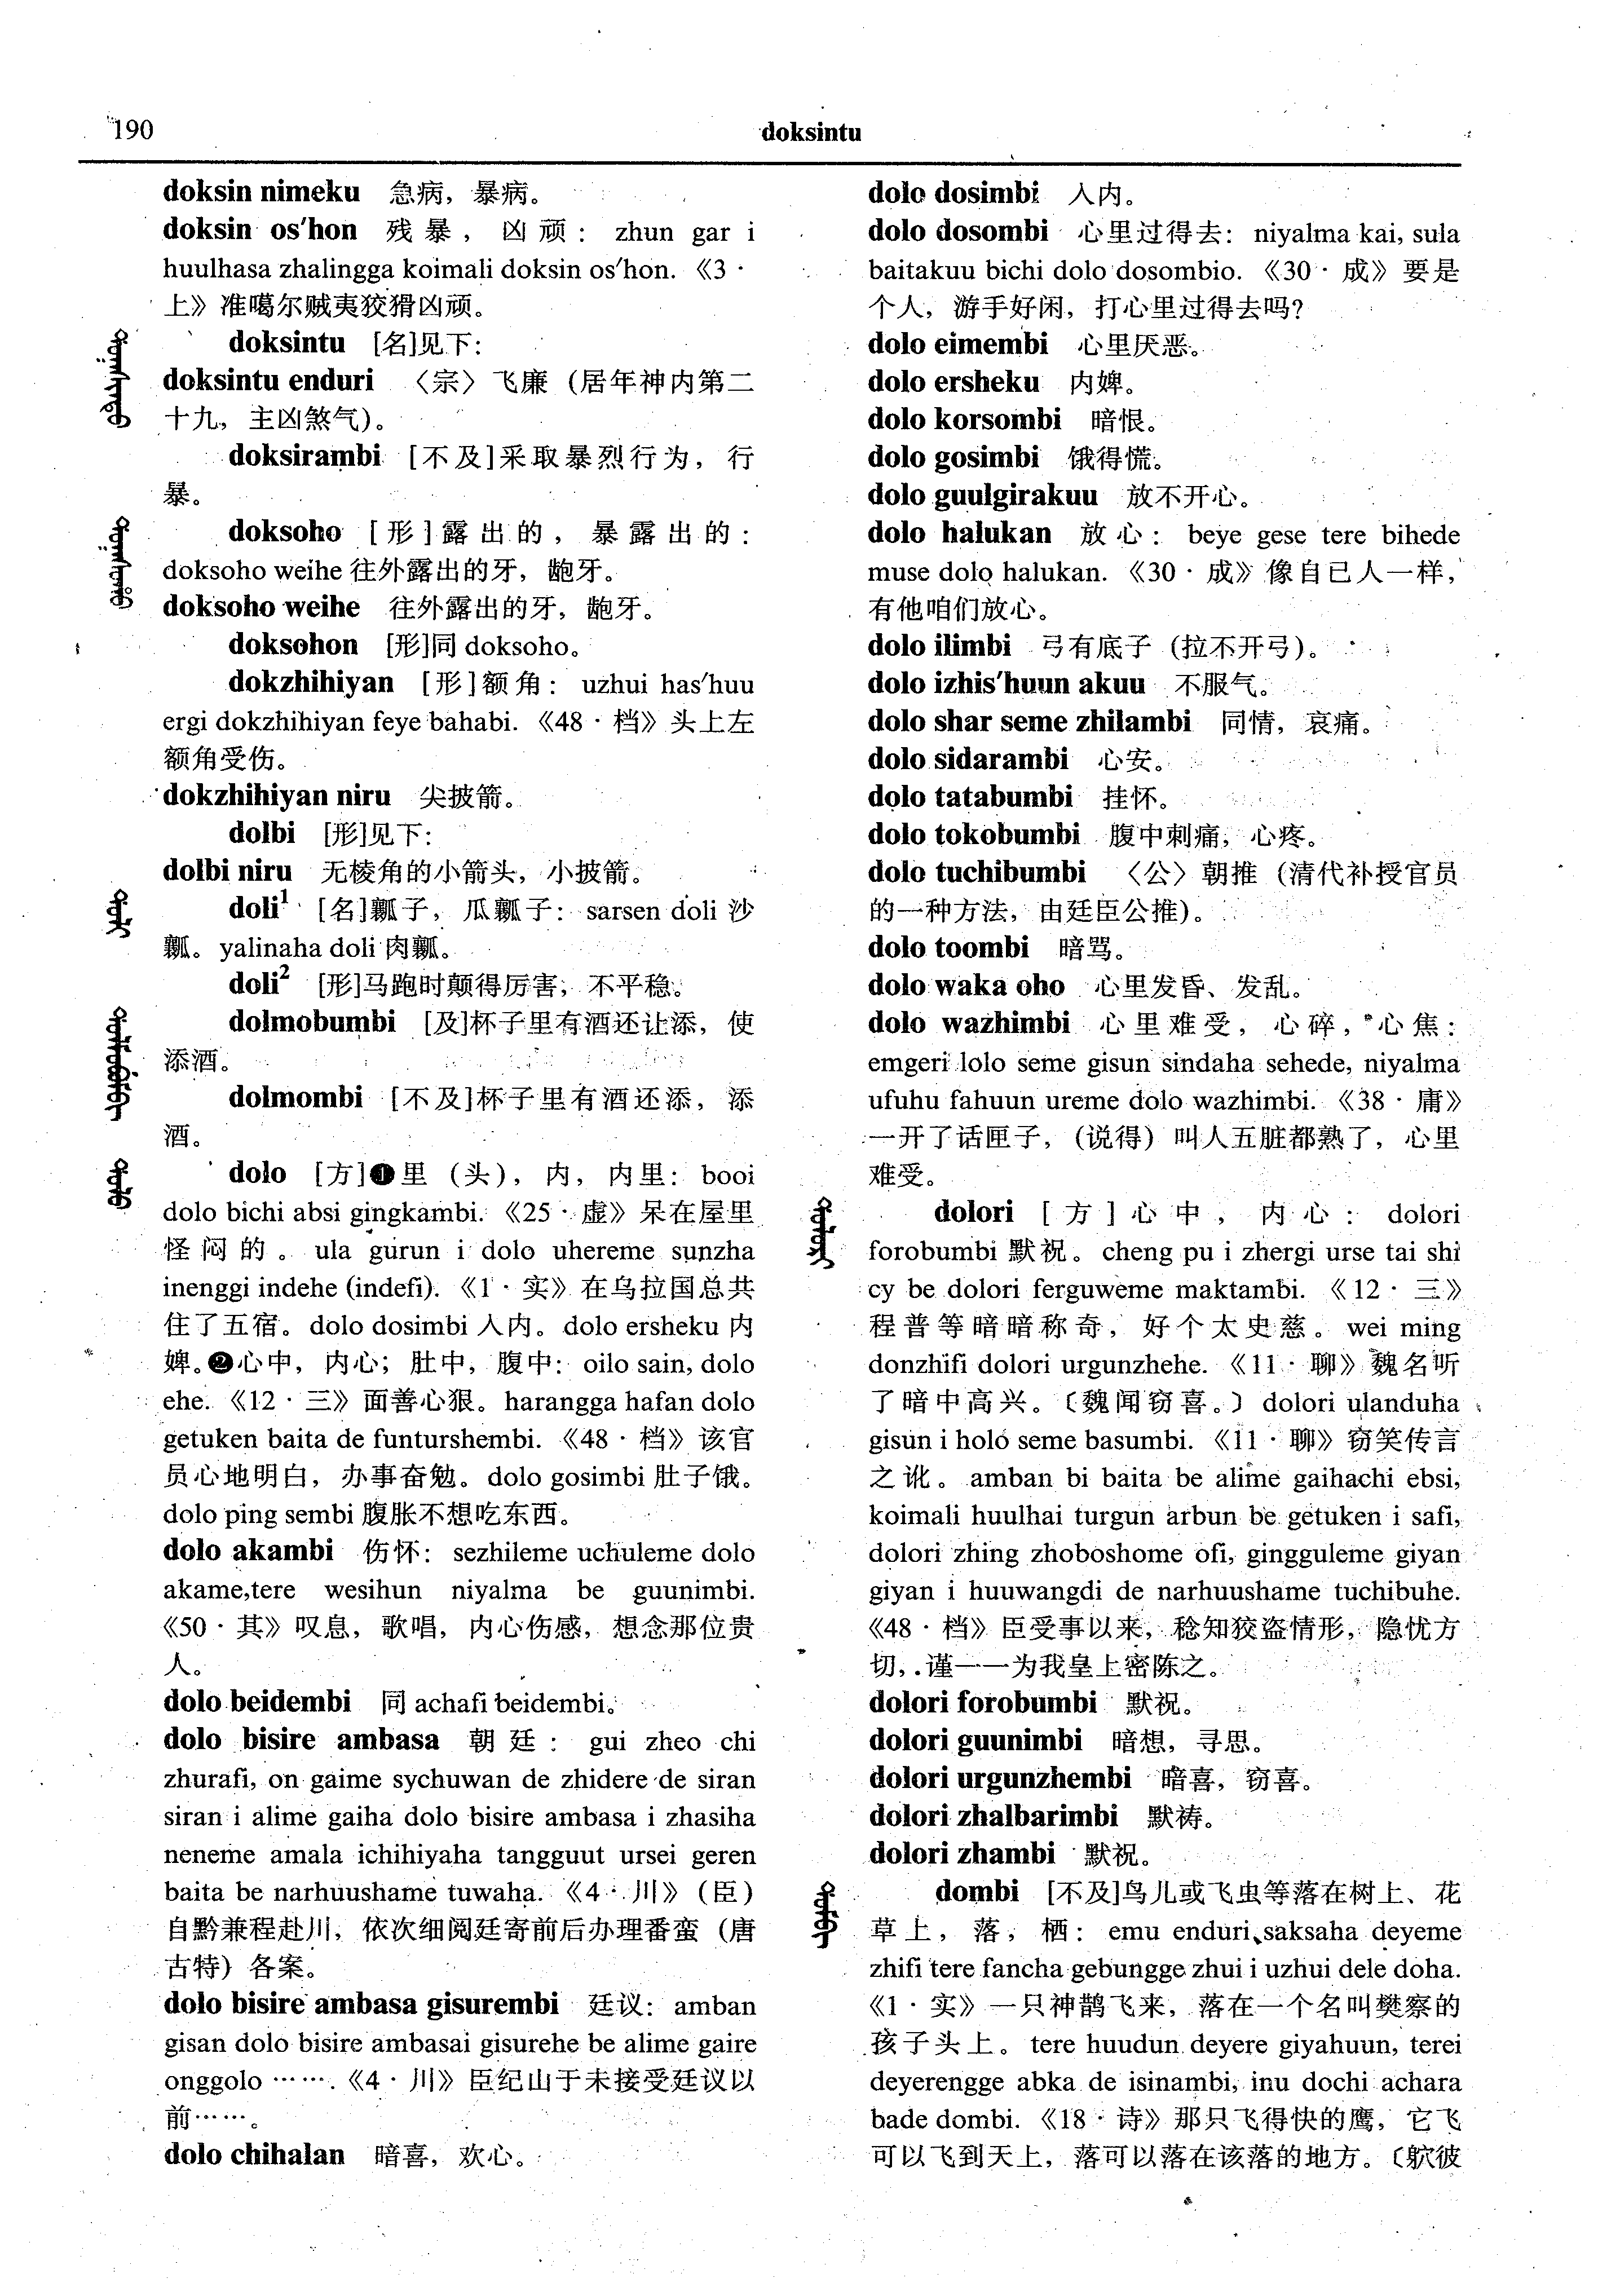 190
doksintu
doksin nimeku 急病，暴病。
doksin os'hon 残暴，凶顽：zhun gar i
huulhasa zhalingga koimali doksin os'hon.《3·
上》准噶尔贼夷狡猾凶顽。
doksintu [名]见下：
doksintu enduri 〈宗〉飞廉（居年神内第二
十九，主凶煞气）。
doksirambi [不及]采取暴烈行为，行
暴。
doksoho [形]露出的，暴露出的：
doksoho weihe 往外露出的牙，龅牙。
doksoho weihe 往外露出的牙，龅牙。
doksohon [形]同 doksoho。
dokzhihiyan [形]额角：uzhui has'huu
ergi dokzhihiyan feye bahabi.《48·档》头上左
额角受伤。
dokzhihiyan niru 尖披箭。
dolbi [形]见下：
dolbi niru 无棱角的小箭头，小披箭。
doli¹ [名]瓤子，瓜瓤子：sarsen doli 沙
瓤。yalinaha doli 肉瓤。
doli² [形]马跑时颠得厉害，不平稳。
dolmobumbi [及]杯子里有酒还让添，使
添酒。
dolmombi [不及]杯子里有酒还添，添
酒。
dolo [方]❶里（头），内，内里：booi
dolo bichi absi gingkambi.《25·虚》呆在屋里
怪闷的。ula gurun i dolo uhereme sunzha
inenggi indehe (indefi).《1·实》在乌拉国总共
住了五宿。dolo dosimbi 入内。dolo ersheku 内
婢。❷心中，内心；肚中，腹中：oilo sain, dolo
ehe.《12·三》面善心狠。harangga hafan dolo
getuken baita de funturshembi.《48·档》该官
员心地明白，办事奋勉。dolo gosimbi 肚子饿。
dolo ping sembi 腹胀不想吃东西。
dolo akambi 伤怀：sezhileme uchuleme dolo
akame,tere wesihun niyalma be guunimbi.
《50·其》叹息，歌唱，内心伤感，想念那位贵
人。
dolo beidembi 同 achafi beidembi。
dolo bisire ambasa 朝廷：gui zheo chi
zhurafi, on gaime sychuwan de zhidere de siran
siran i alime gaiha dolo bisire ambasa i zhasiha
neneme amala ichihiyaha tangguut ursei geren
baita be narhuushame tuwaha.《4·川》（臣）
自黔兼程赴川，依次细阅廷寄前后办理番蛮（唐
古特）各案。
dolo bisire ambasa gisurembi 廷议：amban
gisan dolo bisire ambasai gisurehe be alime gaire
onggolo …….《4·川》臣纪山于未接受廷议以
前……。
dolo chihalan 暗喜，欢心。
dolo dosimbi 入内。
dolo dosombi 心里过得去：niyalma kai, sula
baitakuu bichi dolo dosombio.《30·成》要是
个人，游手好闲，打心里过得去吗？
dolo eimembi 心里厌恶。
dolo ersheku 内婢。
dolo korsombi 暗恨。
dolo gosimbi 饿得慌。
dolo guulgirakuu 放不开心。
dolo halukan 放心：beye gese tere bihede
muse dolo halukan.《30·成》像自己人一样，
有他咱们放心。
dolo ilimbi 弓有底子（拉不开弓）。
dolo izhis'huun akuu 不服气。
dolo shar seme zhilambi 同情，哀痛。
dolo sidarambi 心安。
dolo tatabumbi 挂怀。
dolo tokobumbi 腹中刺痛，心疼。
dolo tuchibumbi 〈公〉朝推（清代补授官员
的一种方法，由廷臣公推）。
dolo toombi 暗骂。
dolo waka oho 心里发昏、发乱。
dolo wazhimbi 心里难受，心碎，心焦：
emgeri lolo seme gisun sindaha sehede, niyalma
ufuhu fahuun ureme dolo wazhimbi.《38·庸》
一开了话匣子，（说得）叫人五脏都熟了，心里
难受。
dolori [方]心中，内心：dolori
forobumbi 默祝。cheng pu i zhergi urse tai shi
cy be dolori ferguweme maktambi.《12·三》
程普等暗暗称奇，好个太史慈。wei ming
donzhifi dolori urgunzhehe.《11·聊》魏名听
了暗中高兴。〔魏闻窃喜。〕dolori ulanduha
gisun i holo seme basumbi.《11·聊》窃笑传言
之讹。amban bi baita be alime gaihachi ebsi,
koimali huulhai turgun arbun be getuken i safi,
dolori zhing zhoboshome ofi, gingguleme giyan
giyan i huuwangdi de narhuushame tuchibuhe.
《48·档》臣受事以来，稔知狡盗情形，隐忧方
切，谨一一为我皇上密陈之。
dolori forobumbi 默祝。
dolori guunimbi 暗想，寻思。
dolori urgunzhembi 暗喜，窃喜。
dolori zhalbarimbi 默祷。
dolori zhambi 默祝。
dombi [不及]鸟儿或飞虫等落在树上、花
草上，落，栖：emu enduri saksaha deyeme
zhifi tere fancha gebungge zhui i uzhui dele doha.
《1·实》一只神鹊飞来，落在一个名叫樊察的
孩子头上。tere huudun deyere giyahuun, terei
deyerengge abka de isinambi, inu dochi achara
bade dombi.《18·诗》那只飞得快的鹰，它飞
可以飞到天上，落可以落在该落的地方。〔鴥彼